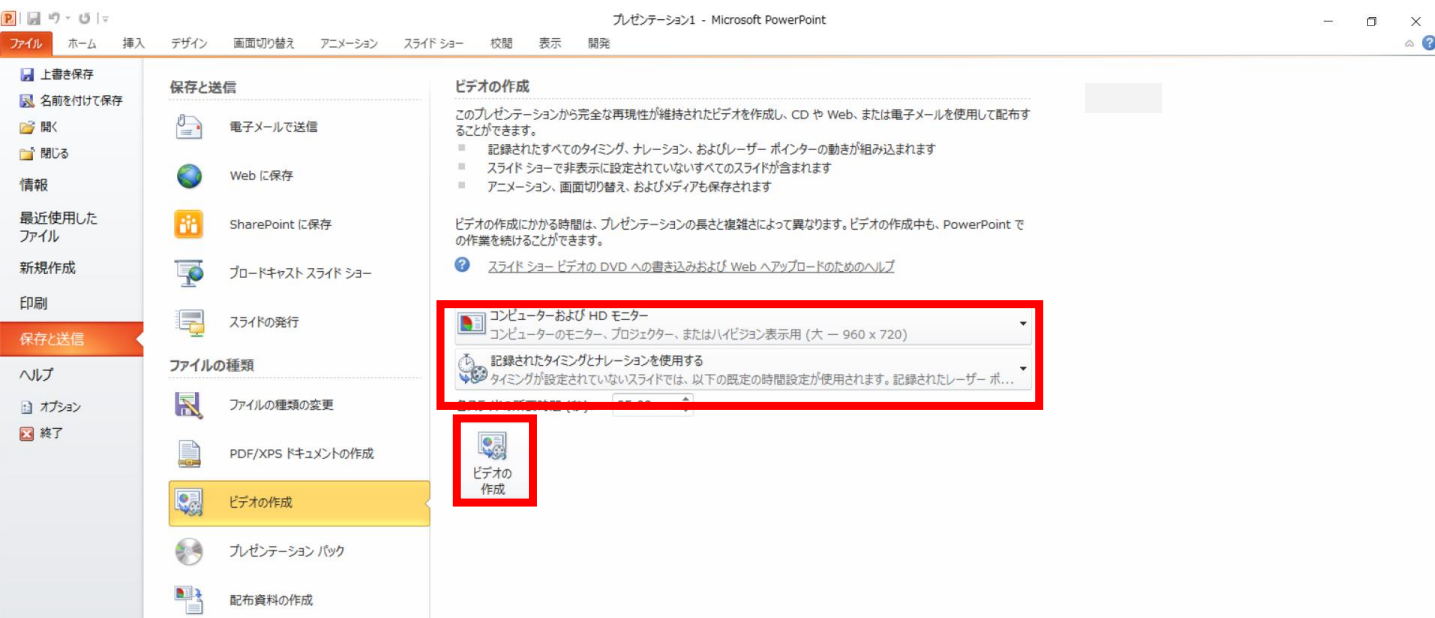 プレゼンテーション1 - Microsoft PowerPoint
ファイル ホーム 挿入 デザイン 画面切り替え アニメーション スライド ショー 校閲 表示 開発
上書き保存
名前を付けて保存
開く
閉じる
情報
最近使用した
ファイル
新規作成
印刷
保存と送信
ヘルプ
オプション
終了
保存と送信
電子メールで送信
Web に保存
SharePoint に保存
ブロードキャスト スライド ショー
スライドの発行
ファイルの種類
ファイルの種類の変更
PDF/XPS ドキュメントの作成
ビデオの作成
プレゼンテーション パック
配布資料の作成
ビデオの作成
このプレゼンテーションから完全な再現性が維持されたビデオを作成し、CD や Web、または電子メールを使用して配布す
ることができます。
記録されたすべてのタイミング、ナレーション、およびレーザー ポインターの動きが組み込まれます
スライド ショーで非表示に設定されていないすべてのスライドが含まれます
アニメーション、画面切り替え、およびメディアも保存されます
ビデオの作成にかかる時間は、プレゼンテーションの長さと複雑さによって異なります。ビデオの作成中も、PowerPoint で
の作業を続けることができます。
スライド ショー ビデオの DVD への書き込みおよび Web へアップロードのためのヘルプ
コンピューターおよび HD モニター
コンピューターのモニター、プロジェクター、またはハイビジョン表示用 (大 ー 960 x 720)
記録されたタイミングとナレーションを使用する
タイミングが設定されていないスライドでは、以下の既定の時間設定が使用されます。記録されたレーザー ポ...
ビデオの
作成